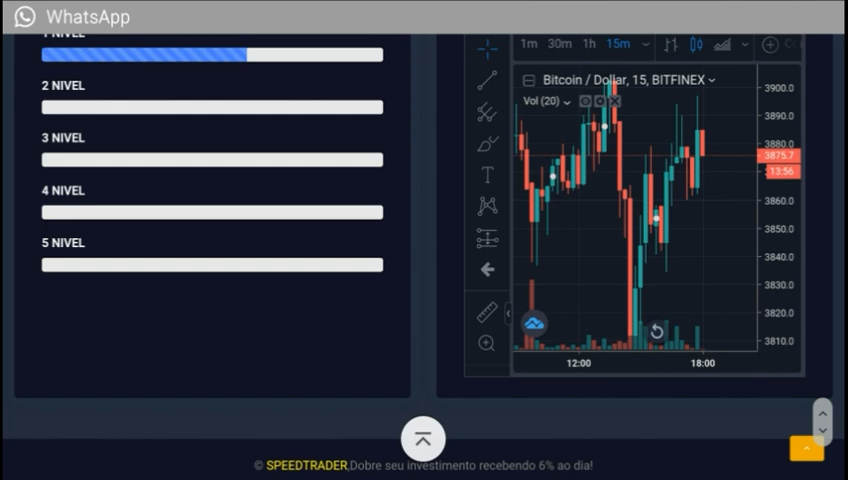 WhatsApp
1 NIVEL
2 NIVEL
3 NIVEL
4 NIVEL
5 NIVEL
1m 30m 1h 15m
Bitcoin / Dollar, 15, BITFINEX
Vol (20)
T
3900.0
3890.0
3880.0
3875.7
13:56
3860.0
3850.0
3840.0
3830.0
3820.0
3810.0
12:00 18:00
© SPEEDTRADER,Dobre seu investimento recebendo 6% ao dia!